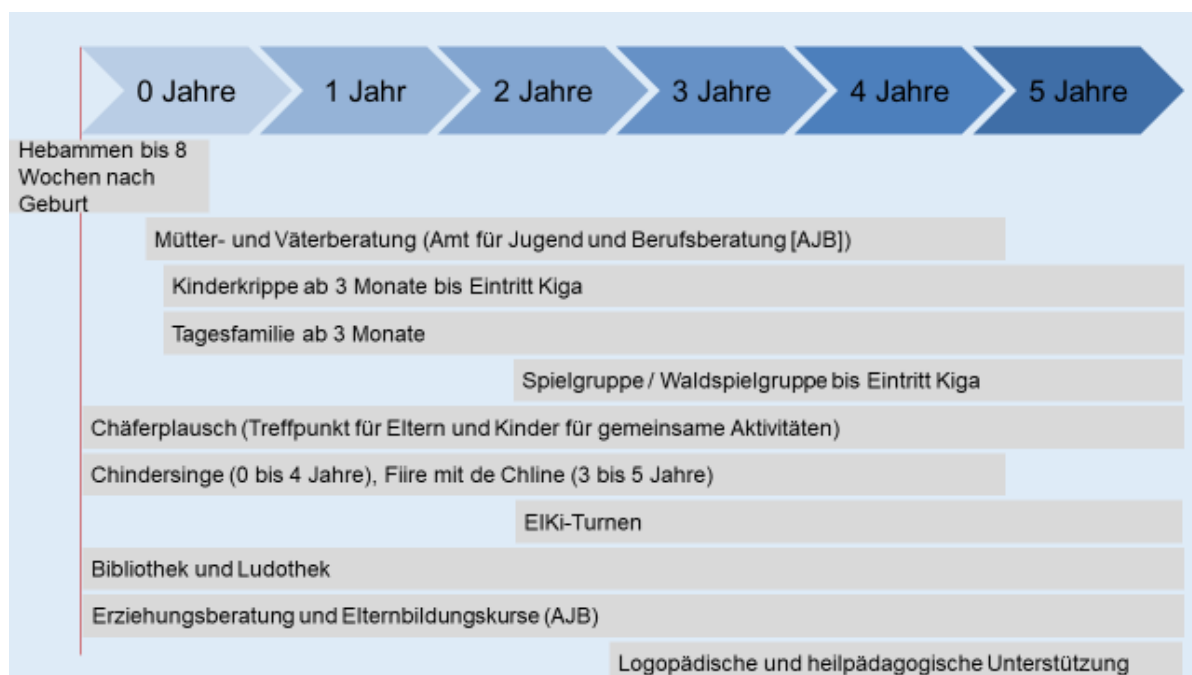 0 Jahre
1 Jahr
2 Jahre
3 Jahre
4 Jahre
5 Jahre
Hebammen bis 8
Wochen nach
Geburt
Mütter- und Väterberatung (Amt für Jugend und Berufsberatung [AJB])
Kinderkrippe ab 3 Monate bis Eintritt Kiga
Tagesfamilie ab 3 Monate
Spielgruppe / Waldspielgruppe bis Eintritt Kiga
Chäferplausch (Treffpunkt für Eltern und Kinder für gemeinsame Aktivitäten)
Chindersinge (0 bis 4 Jahre), Fiire mit de Chline (3 bis 5 Jahre)
ElKi-Turnen
Bibliothek und Ludothek
Erziehungsberatung und Elternbildungskurse (AJB)
Logopädische und heilpädagogische Unterstützung